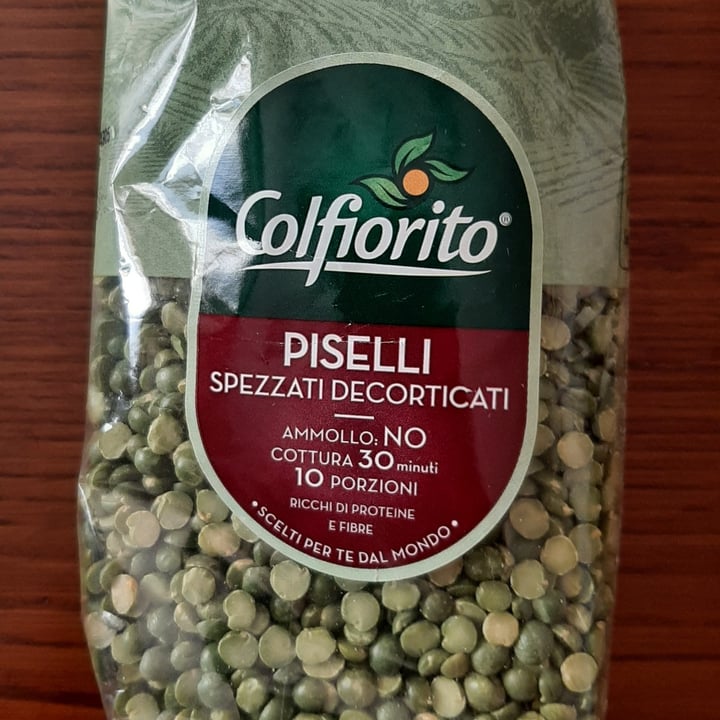 Colfiorito®
PISELLI
SPEZZATI DECORTICATI
AMMOLLO: NO
COTTURA 30 minuti
10 PORZIONI
RICCHI DI PROTEINE
E FIBRE
• SCELTI PER TE DAL MONDO •